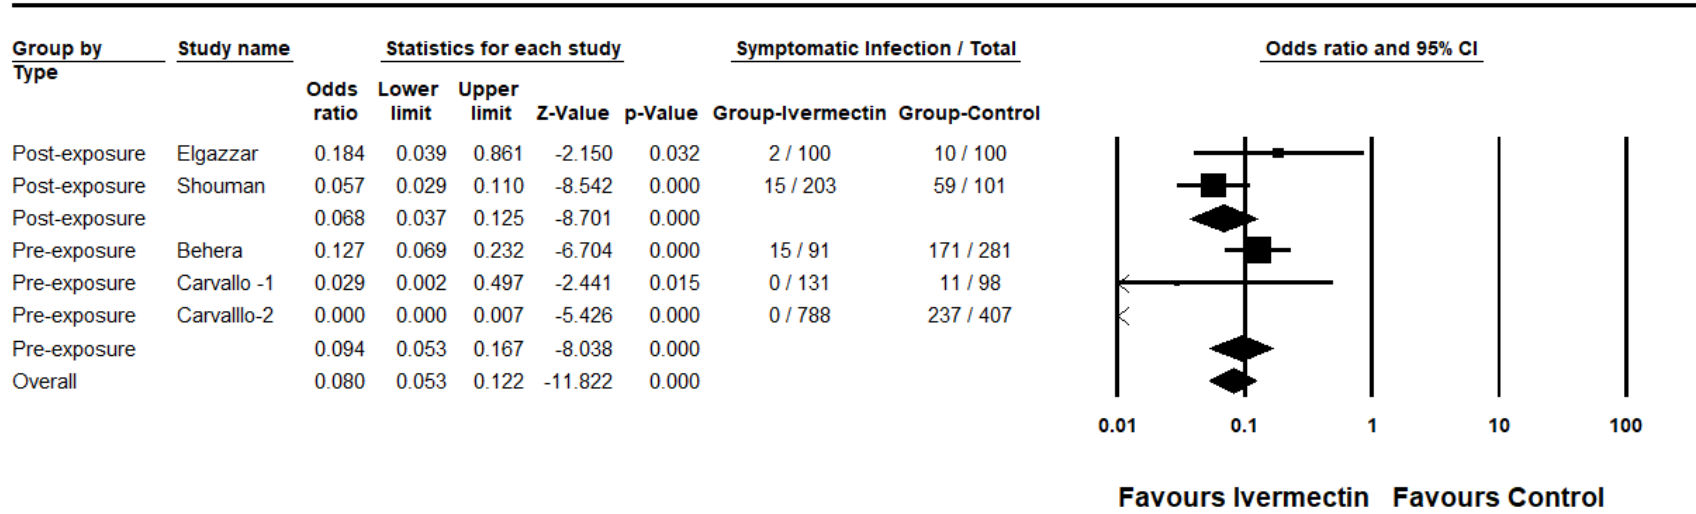 Group by Study name Statistics for each study Symptomatic Infection / Total Odds ratio and 95% CI
Type
Odds Lower Upper
ratio limit limit Z-Value p-Value Group-Ivermectin Group-Control
Post-exposure Elgazzar 0.184 0.039 0.861 -2.150 0.032 2 / 100 10 / 100
Post-exposure Shouman 0.057 0.029 0.110 -8.542 0.000 15 / 203 59 / 101
Post-exposure 0.068 0.037 0.125 -8.701 0.000
Pre-exposure Behera 0.127 0.069 0.232 -6.704 0.000 15 / 91 171 / 281
Pre-exposure Carvallo -1 0.029 0.002 0.497 -2.441 0.015 0 / 131 11 / 98
Pre-exposure Carvalllo-2 0.000 0.000 0.007 -5.426 0.000 0 / 788 237 / 407
Pre-exposure 0.094 0.053 0.167 -8.038 0.000
Overall 0.080 0.053 0.122 -11.822 0.000
0.01 0.1 1 10 100
Favours Ivermectin Favours Control